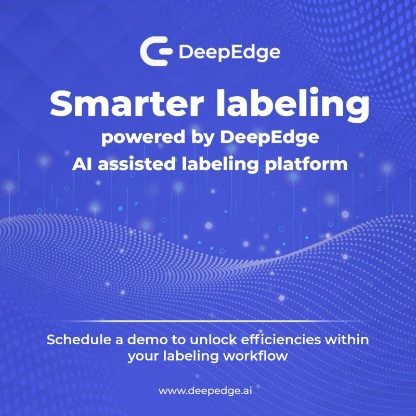 DeepEdge
Smarter labeling
powered by DeepEdge
AI assisted labeling platform
Schedule a demo to unlock efficiencies within
your labeling workflow
www.deepedge.ai